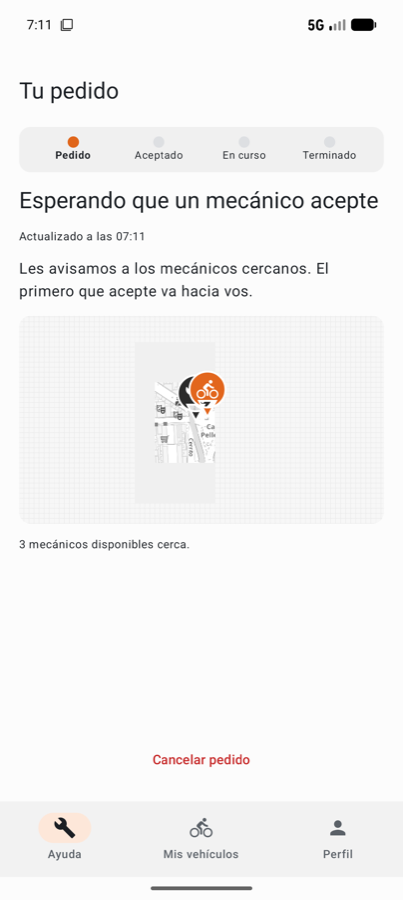 7:11
5G
Tu pedido
Pedido
Aceptado
En curso
Terminado
Esperando que un mecánico acepte
Actualizado a las 07:11
Les avisamos a los mecánicos cercanos. El
primero que acepte va hacia vos.
Cerrito
3 mecánicos disponibles cerca.
Cancelar pedido
Ayuda
Mis vehículos
Perfil